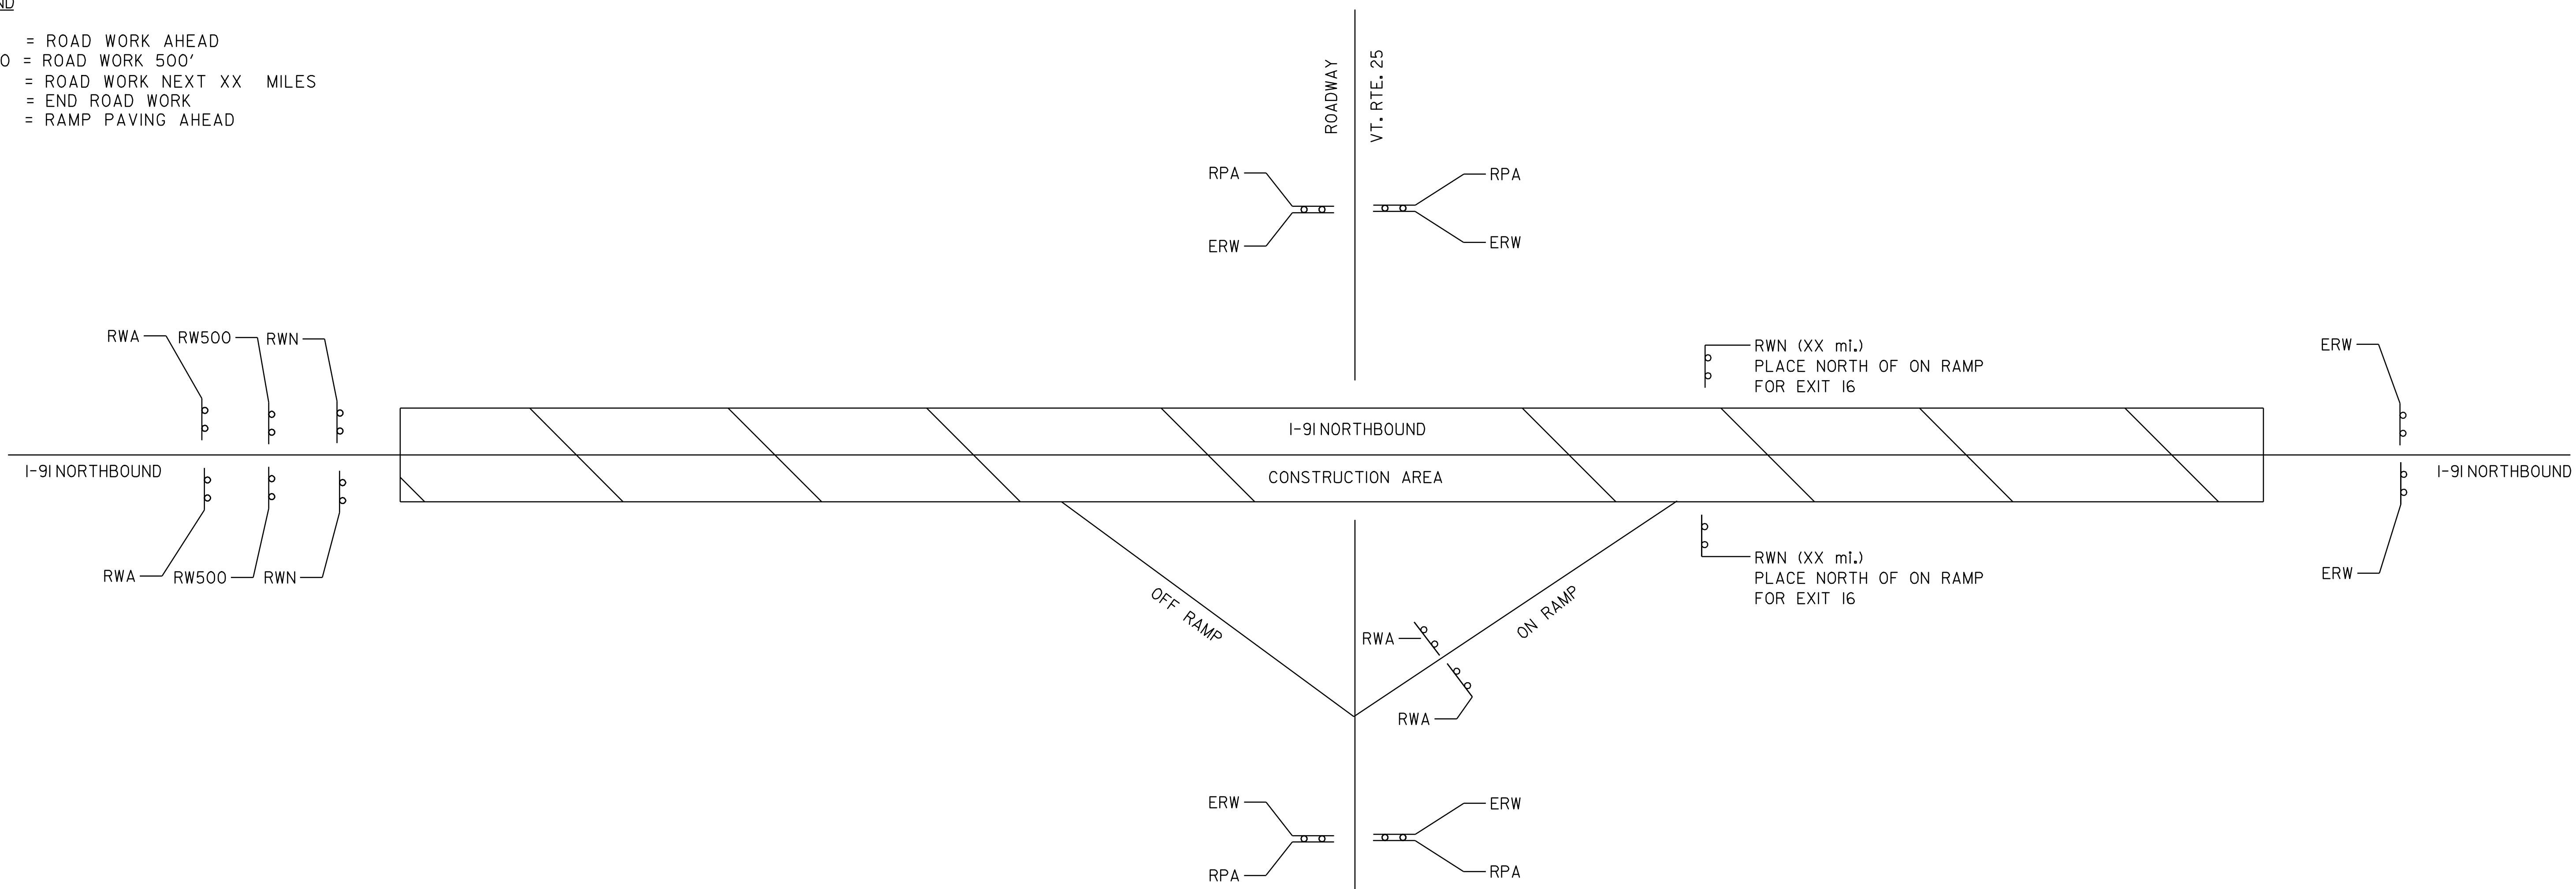 = ROAD WORK AHEAD
0 = ROAD WORK 500'
= ROAD WORK NEXT XX MILES
= END ROAD WORK
= RAMP PAVING AHEAD
ROADWAY
VT. RTE. 25
RPA
RPA
ERW
ERW
RWA
RW500
RWN
RWN (XX mi.)
PLACE NORTH OF ON RAMP
FOR EXIT 16
ERW
I-91 NORTHBOUND
I-91 NORTHBOUND
CONSTRUCTION AREA
I-91 NORTHBOUND
RWA
RW500
RWN
RWN (XX mi.)
PLACE NORTH OF ON RAMP
FOR EXIT 16
ERW
OFF RAMP
ON RAMP
RWA
RWA
ERW
ERW
RPA
RPA